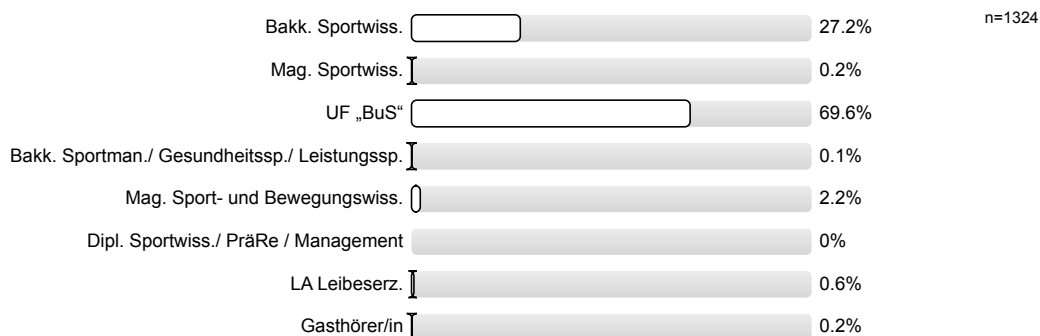 Bakk. Sportwiss. 27.2% n=1324
Mag. Sportwiss. 0.2%
UF „BuS“ 69.6%
Bakk. Sportman./ Gesundheitssp./ Leistungssp. 0.1%
Mag. Sport- und Bewegungswiss. 2.2%
Dipl. Sportwiss./ PräRe / Management 0%
LA Leibeserz. 0.6%
Gasthörer/in 0.2%